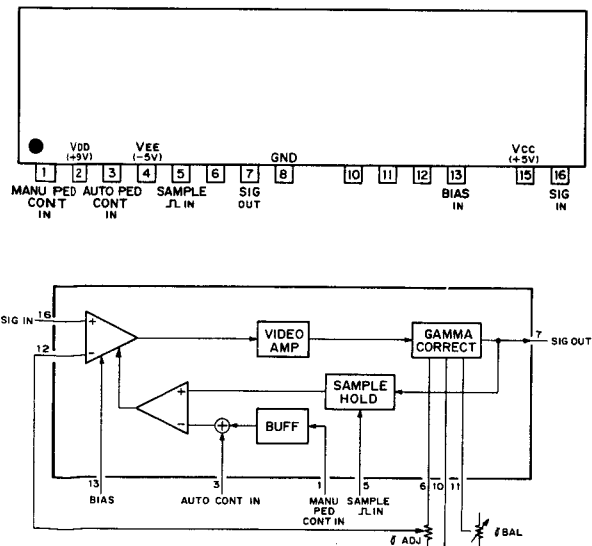 VDD VEE VCC
(+9V) (-5V) GND (+5V)
1 2 3 4 5 6 7 8 10 11 12 13 15 16
MANU PED AUTO PED SAMPLE SIG BIAS SIG
CONT CONT ⎍ IN OUT IN IN
IN IN
SIG IN 16 + VIDEO AMP GAMMA CORRECT 7 SIG OUT
12 -
+ SAMPLE HOLD
- + BUFF
13 3 1 5 6 10 11
BIAS AUTO CONT IN MANU SAMPLE
PED ⎍ IN
CONT IN
γ ADJ γ BAL